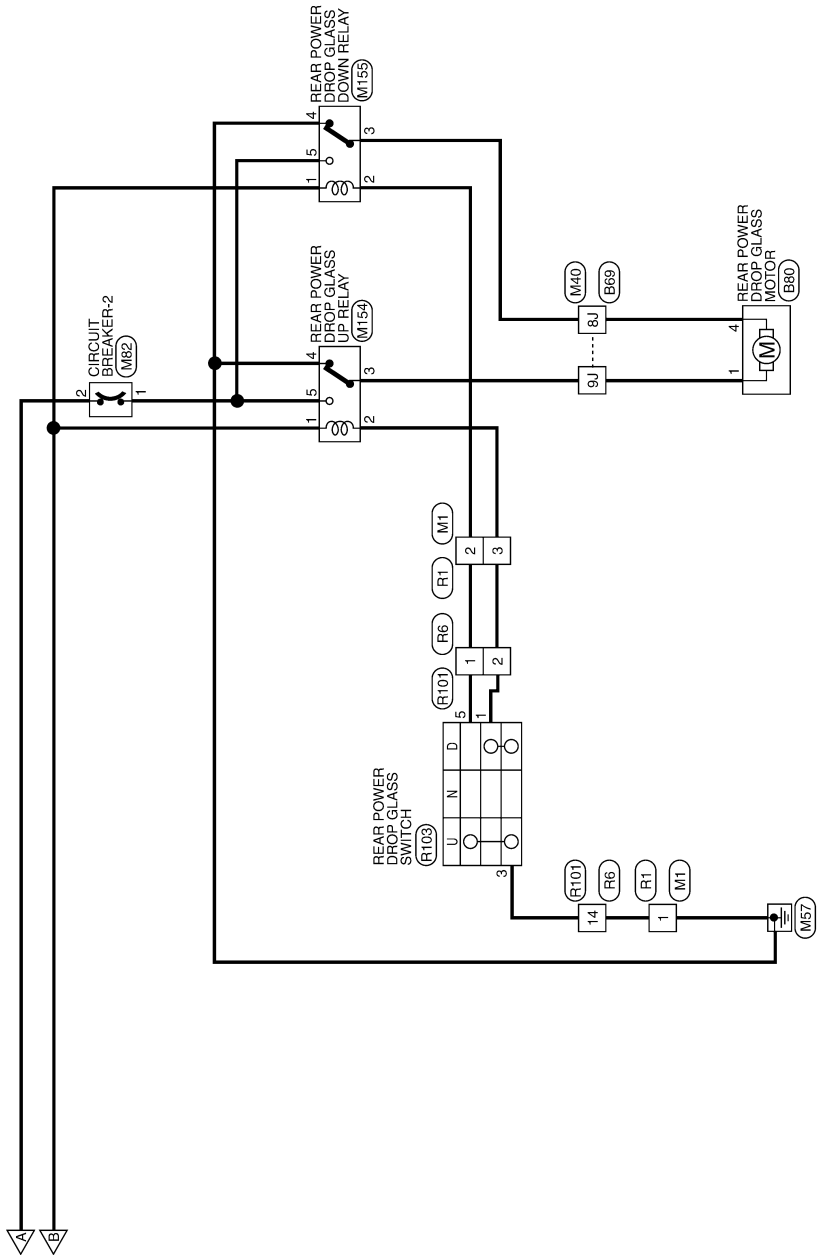 A
B
2
CIRCUIT
BREAKER-2
M82
1
REAR POWER
DROP GLASS
UP RELAY
M154
1
5
4
2
3
REAR POWER
DROP GLASS
DOWN RELAY
M155
1
5
4
2
3
REAR POWER
DROP GLASS
SWITCH
R103
U
N
D
5
1
3
R101
R6
1
2
R1
M1
2
3
R101
R6
14
R1
M1
1
M57
M40
B69
9J
8J
REAR POWER
DROP GLASS
MOTOR
B80
1
4
M